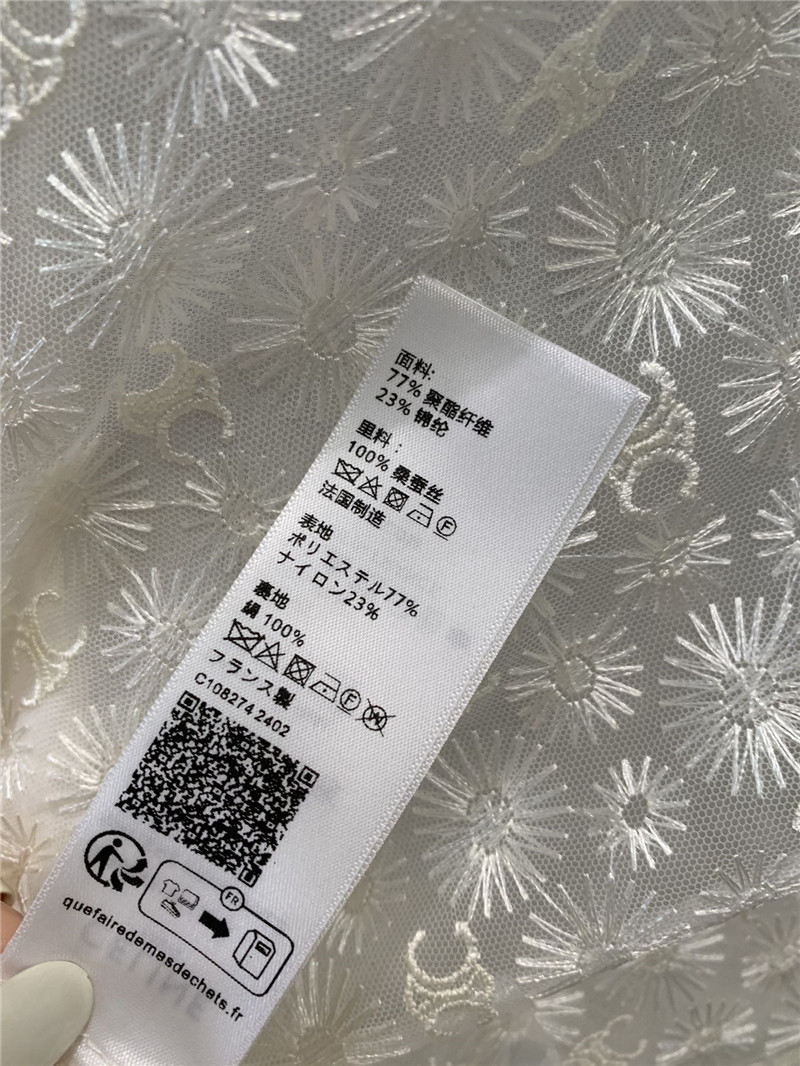 面料:
77% 聚酯纤维
23% 锦纶
里料：
100% 桑蚕丝
F
法国制造
表地
ポリエステル77%
ナイロン23%
裏地
絹 100%
F W
フランス製
C108274 2402
FR
quefairedemesdechets.fr